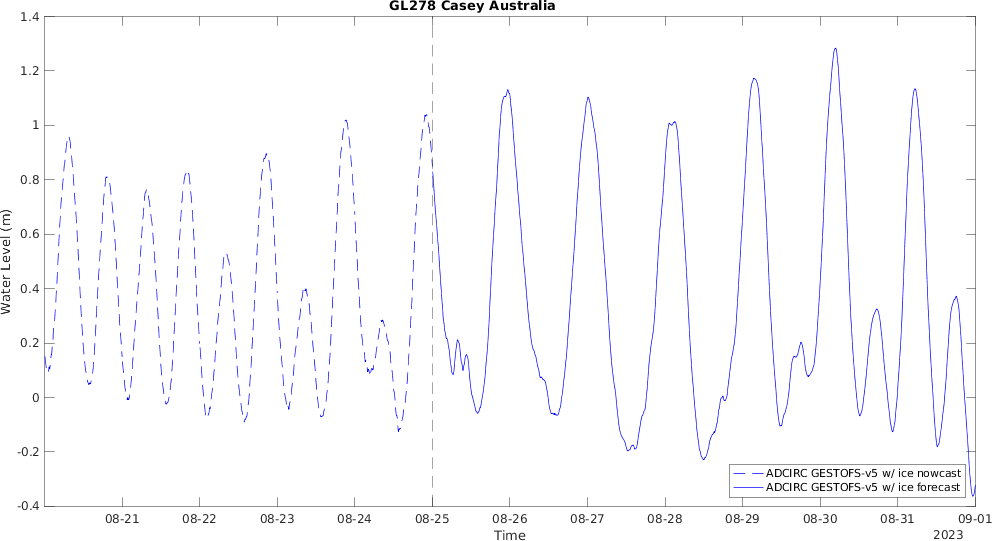 GL278 Casey Australia
1.4
1.2
1
0.8
0.6
0.4
0.2
0
-0.2
-0.4
Water Level (m)
ADCIRC GESTOFS-v5 w/ ice nowcast
ADCIRC GESTOFS-v5 w/ ice forecast
08-21 08-22 08-23 08-24 08-25 08-26 08-27 08-28 08-29 08-30 08-31 09-01
Time
2023